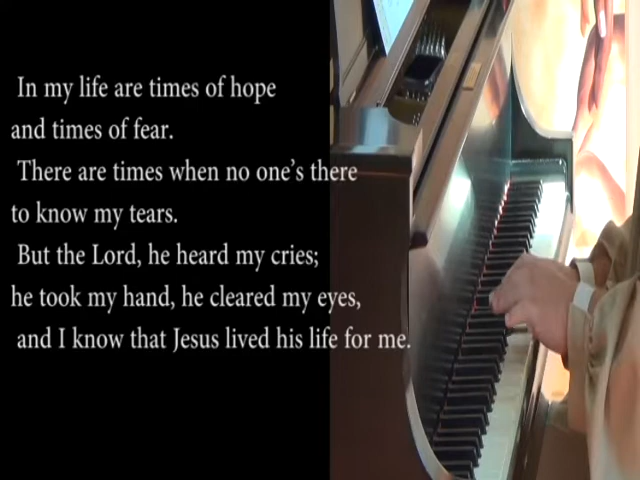 In my life are times of hope
and times of fear.
There are times when no one's there
to know my tears.
But the Lord, he heard my cries;
he took my hand, he cleared my eyes,
and I know that Jesus lived his life for me.